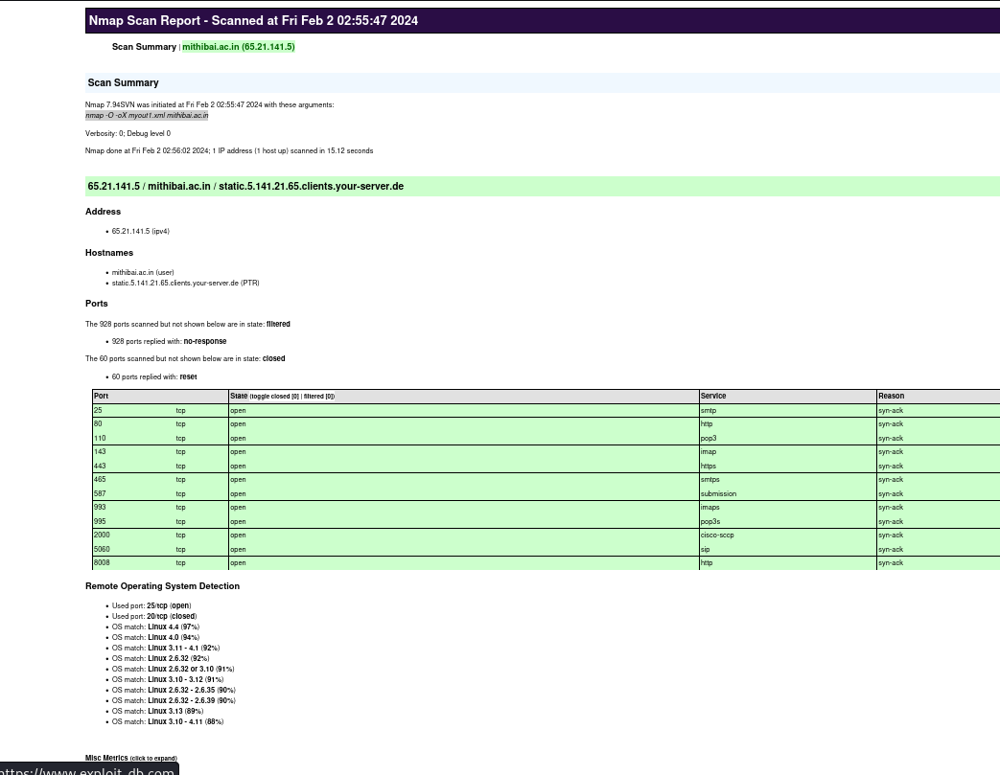 Nmap Scan Report - Scanned at Fri Feb 2 02:55:47 2024
Scan Summary | mithibai.ac.in (65.21.141.5)
Scan Summary
Nmap 7.94SVN was initiated at Fri Feb 2 02:55:47 2024 with these arguments:
nmap -O -oX myout1.xml mithibai.ac.in
Verbosity: 0; Debug level 0
Nmap done at Fri Feb 2 02:56:02 2024; 1 IP address (1 host up) scanned in 15.12 seconds
65.21.141.5 / mithibai.ac.in / static.5.141.21.65.clients.your-server.de
Address
• 65.21.141.5 (ipv4)
Hostnames
• mithibai.ac.in (user)
• static.5.141.21.65.clients.your-server.de (PTR)
Ports
The 928 ports scanned but not shown below are in state: filtered
• 928 ports replied with: no-response
The 60 ports scanned but not shown below are in state: closed
• 60 ports replied with: reset
Port State (toggle closed [0] | filtered [0]) Service Reason
25 tcp open smtp syn-ack
80 tcp open http syn-ack
110 tcp open pop3 syn-ack
143 tcp open imap syn-ack
443 tcp open https syn-ack
465 tcp open smtps syn-ack
587 tcp open submission syn-ack
993 tcp open imaps syn-ack
995 tcp open pop3s syn-ack
2000 tcp open cisco-sccp syn-ack
5060 tcp open sip syn-ack
8008 tcp open http syn-ack
Remote Operating System Detection
• Used port: 25/tcp (open)
• Used port: 20/tcp (closed)
• OS match: Linux 4.4 (97%)
• OS match: Linux 4.0 (94%)
• OS match: Linux 3.11 - 4.1 (92%)
• OS match: Linux 2.6.32 (92%)
• OS match: Linux 2.6.32 or 3.10 (91%)
• OS match: Linux 3.10 - 3.12 (91%)
• OS match: Linux 2.6.32 - 2.6.35 (90%)
• OS match: Linux 2.6.32 - 2.6.39 (90%)
• OS match: Linux 3.13 (89%)
• OS match: Linux 3.10 - 4.11 (88%)
Misc Metrics (click to expand)
https://www.exploit-db.com